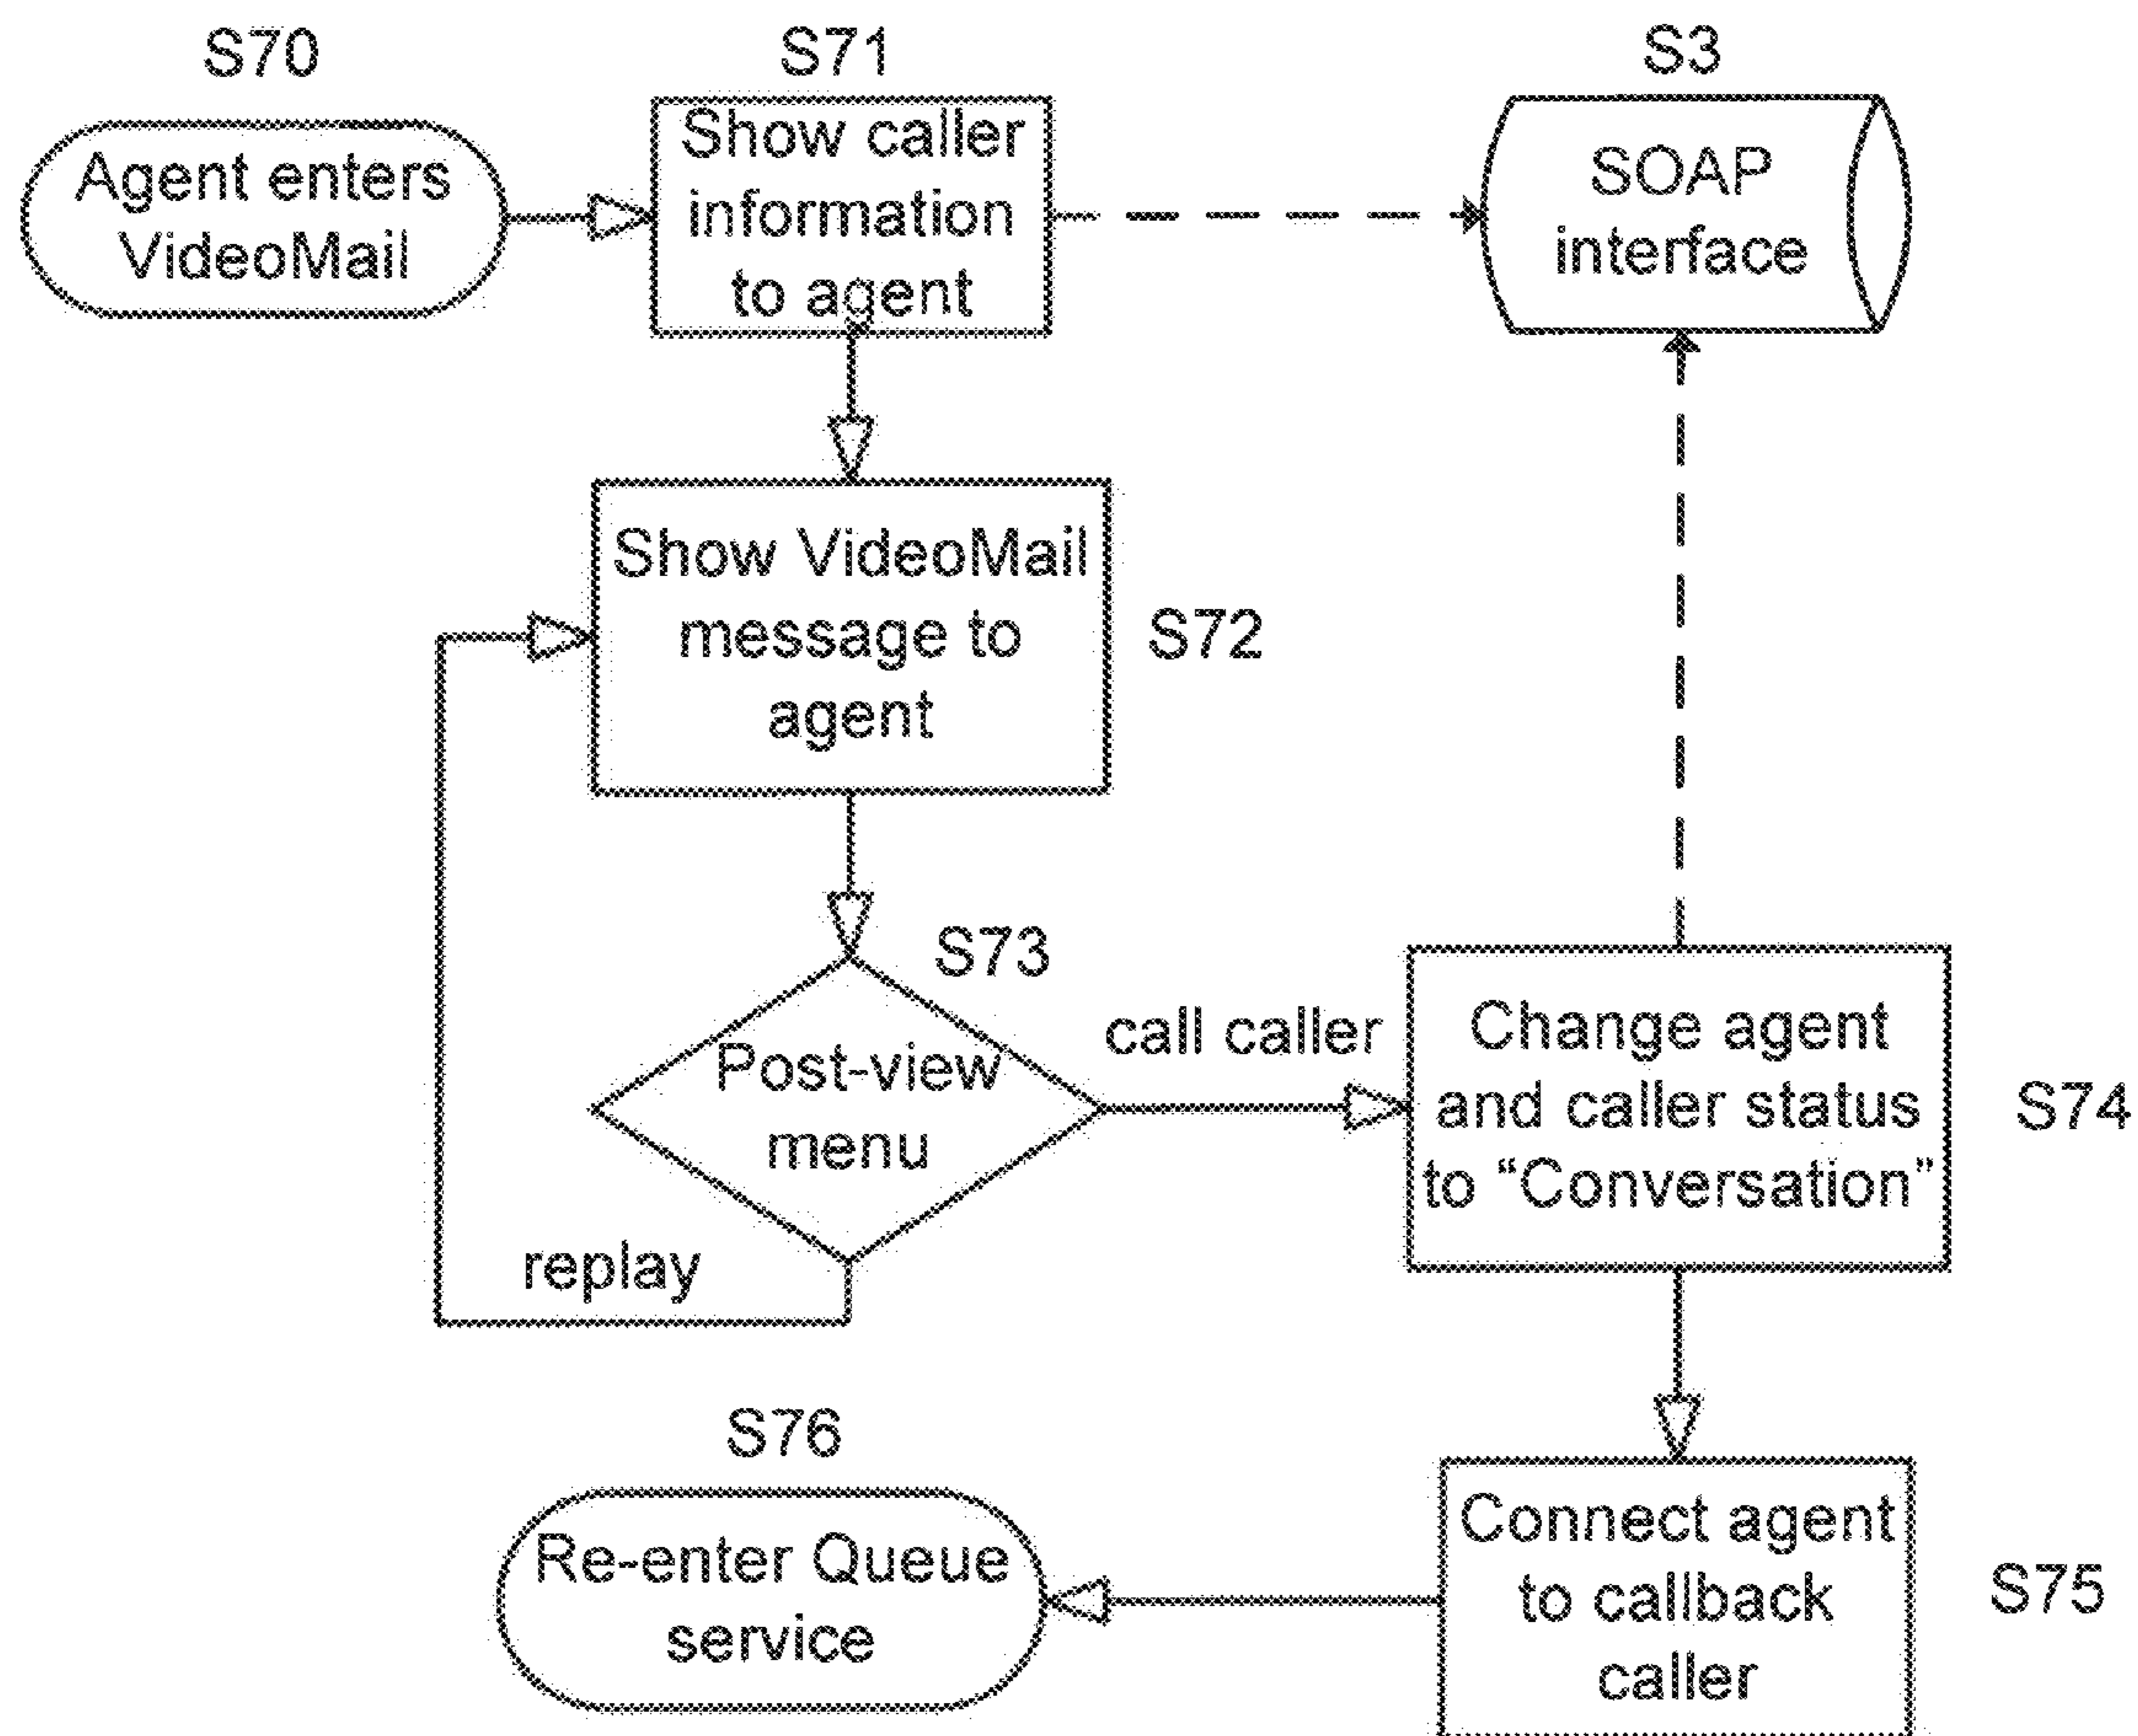 S70
Agent enters
VideoMail
S71
Show caller
information
to agent
S3
SOAP
interface
Show VideoMail
message to
agent
S72
S73
Post-view
menu
call caller
replay
Change agent
and caller status
to “Conversation”
S74
Connect agent
to callback
caller
S75
S76
Re-enter Queue
service